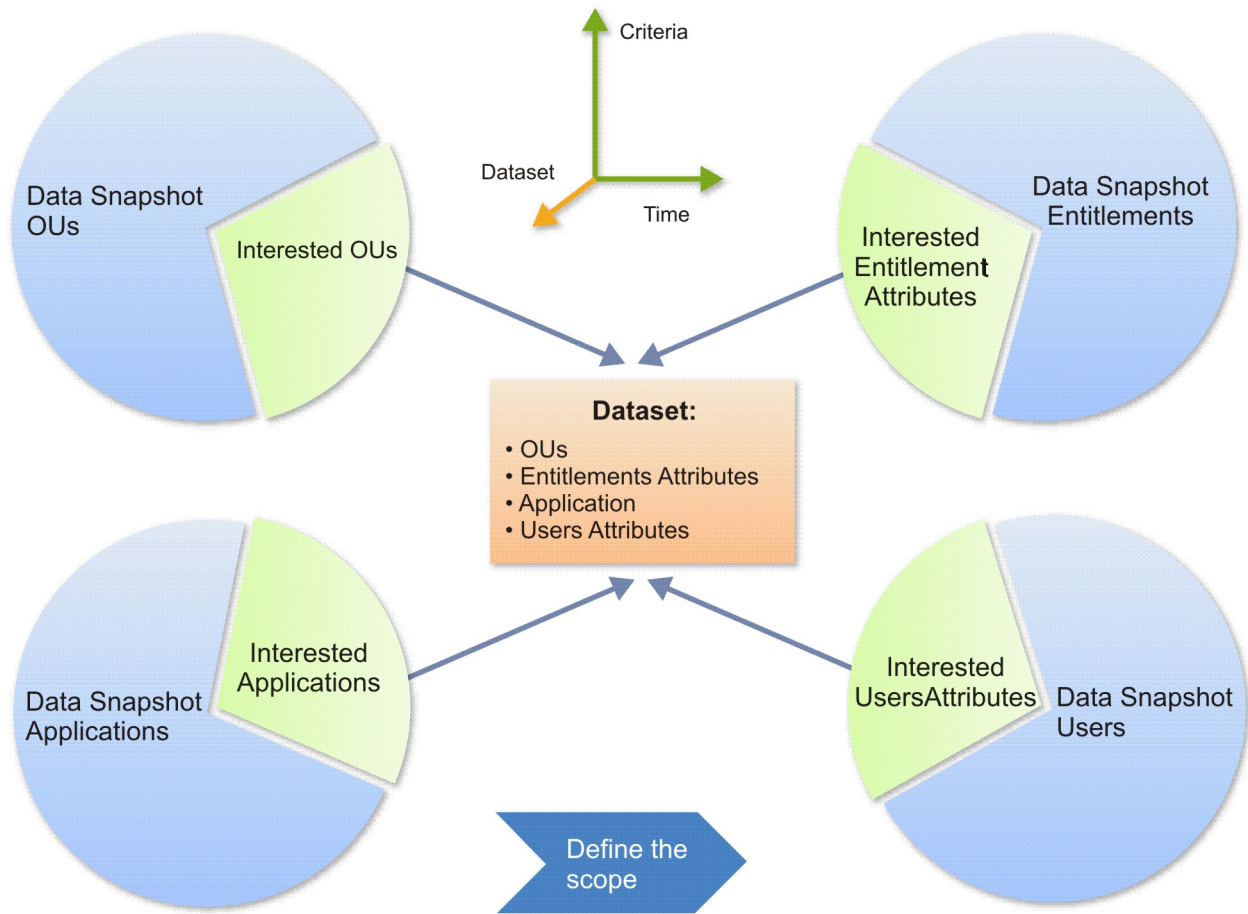 Criteria
Dataset
Time
Data Snapshot
OUs
Interested OUs
Interested
Entitlement
Attributes
Data Snapshot
Entitlements
Dataset:
• OUs
• Entitlements Attributes
• Application
• Users Attributes
Interested
Applications
Data Snapshot
Applications
Interested
UsersAttributes
Data Snapshot
Users
Define the
scope